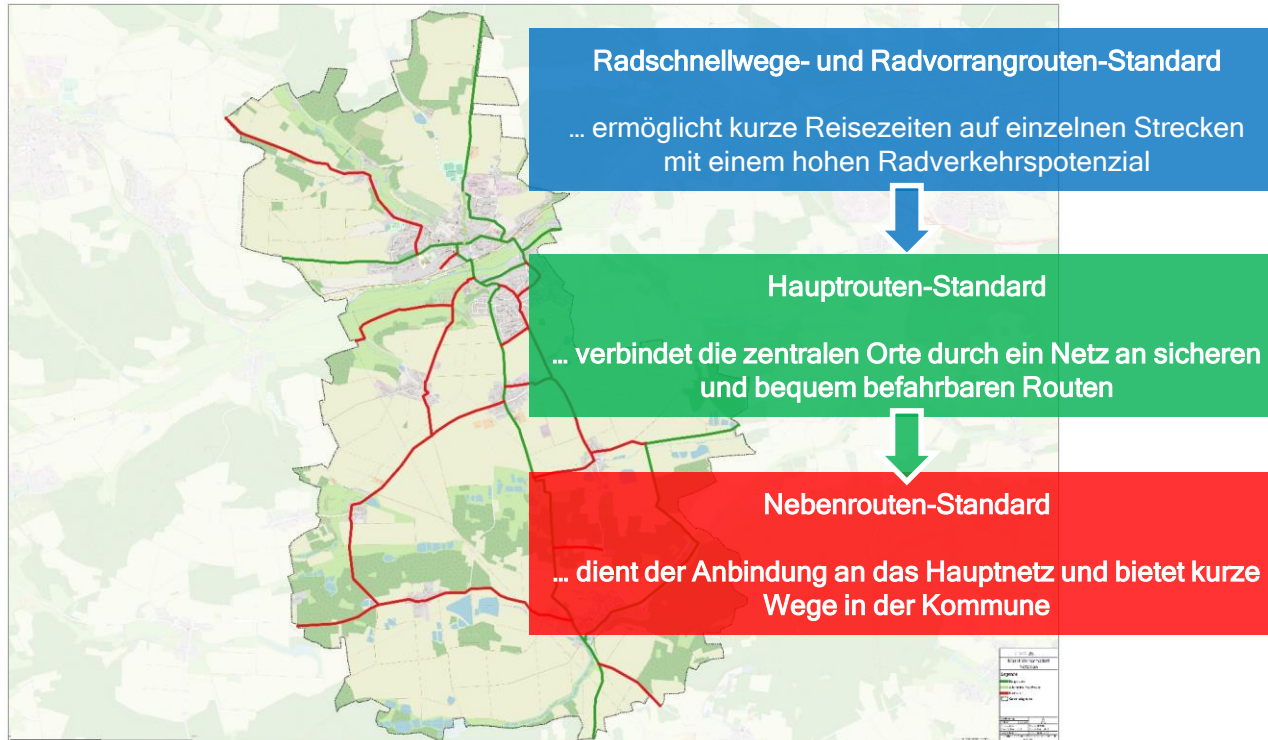 Radschnellwege- und Radvorrangrouten-Standard
... ermöglicht kurze Reisezeiten auf einzelnen Strecken
mit einem hohen Radverkehrspotenzial
Hauptrouten-Standard
... verbindet die zentralen Orte durch ein Netz an sicheren
und bequem befahrbaren Routen
Nebenrouten-Standard
... dient der Anbindung an das Hauptnetz und bietet kurze
Wege in der Kommune
Legende